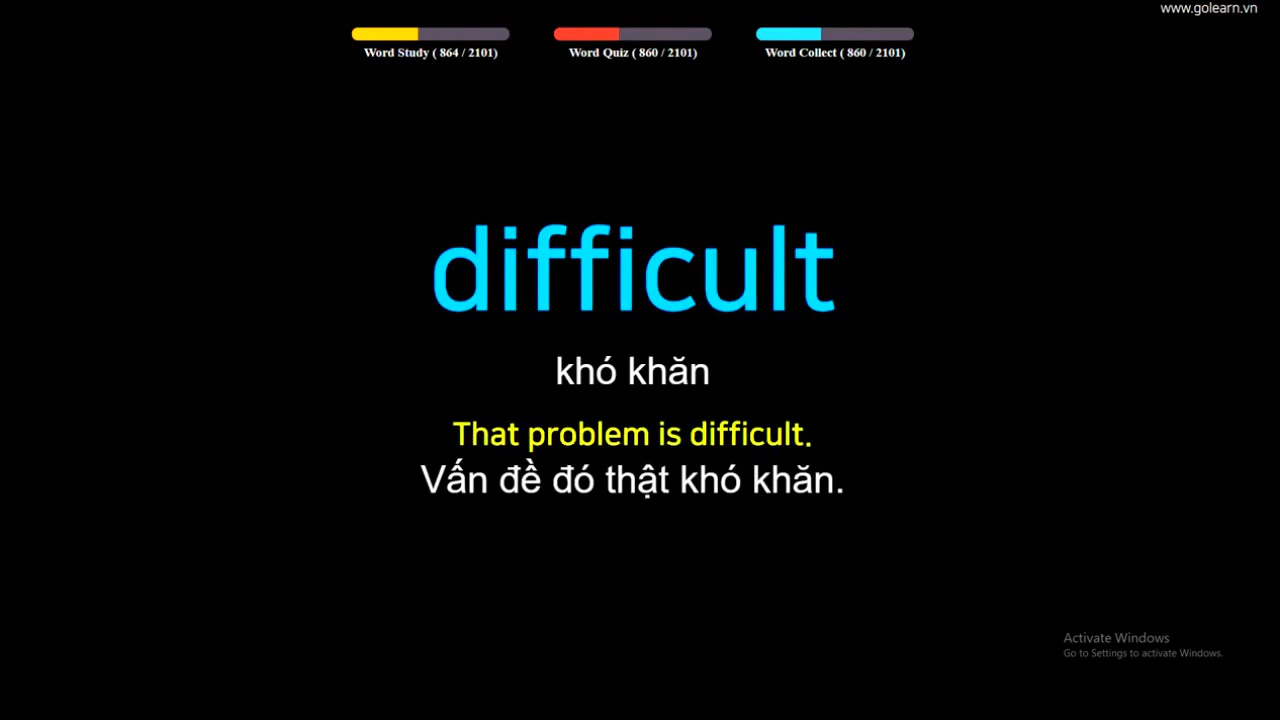 www.golearn.vn
Word Study ( 864 / 2101)
Word Quiz ( 860 / 2101)
Word Collect ( 860 / 2101)
difficult
khó khăn
That problem is difficult.
Vấn đề đó thật khó khăn.
Activate Windows
Go to Settings to activate Windows.